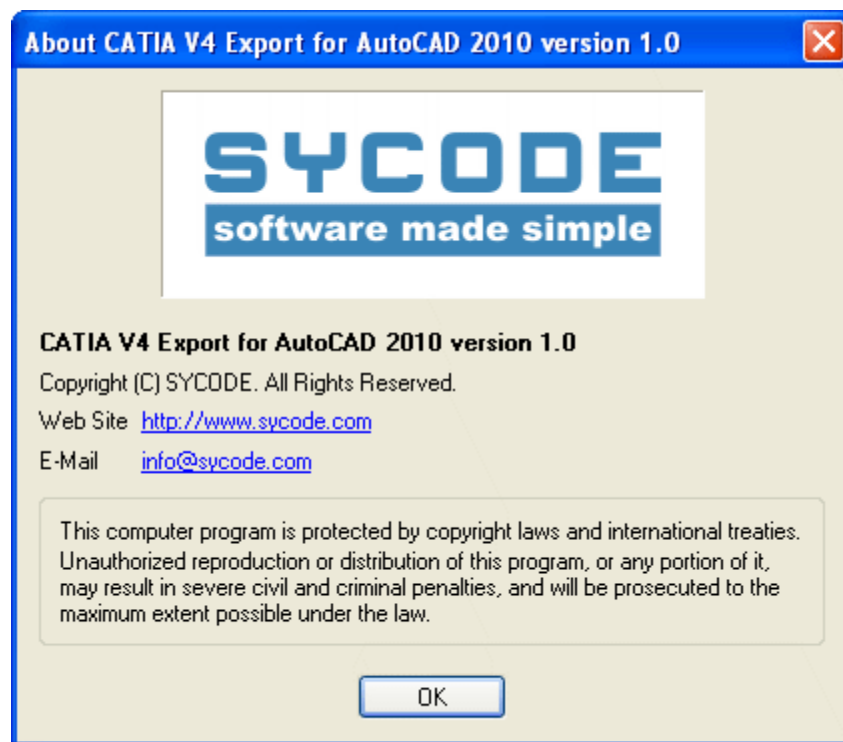 About CATIA V4 Export for AutoCAD 2010 version 1.0
SYCODE
software made simple
CATIA V4 Export for AutoCAD 2010 version 1.0
Copyright (C) SYCODE. All Rights Reserved.
Web Site http://www.sycode.com
E-Mail info@sycode.com
This computer program is protected by copyright laws and international treaties.
Unauthorized reproduction or distribution of this program, or any portion of it,
may result in severe civil and criminal penalties, and will be prosecuted to the
maximum extent possible under the law.
OK